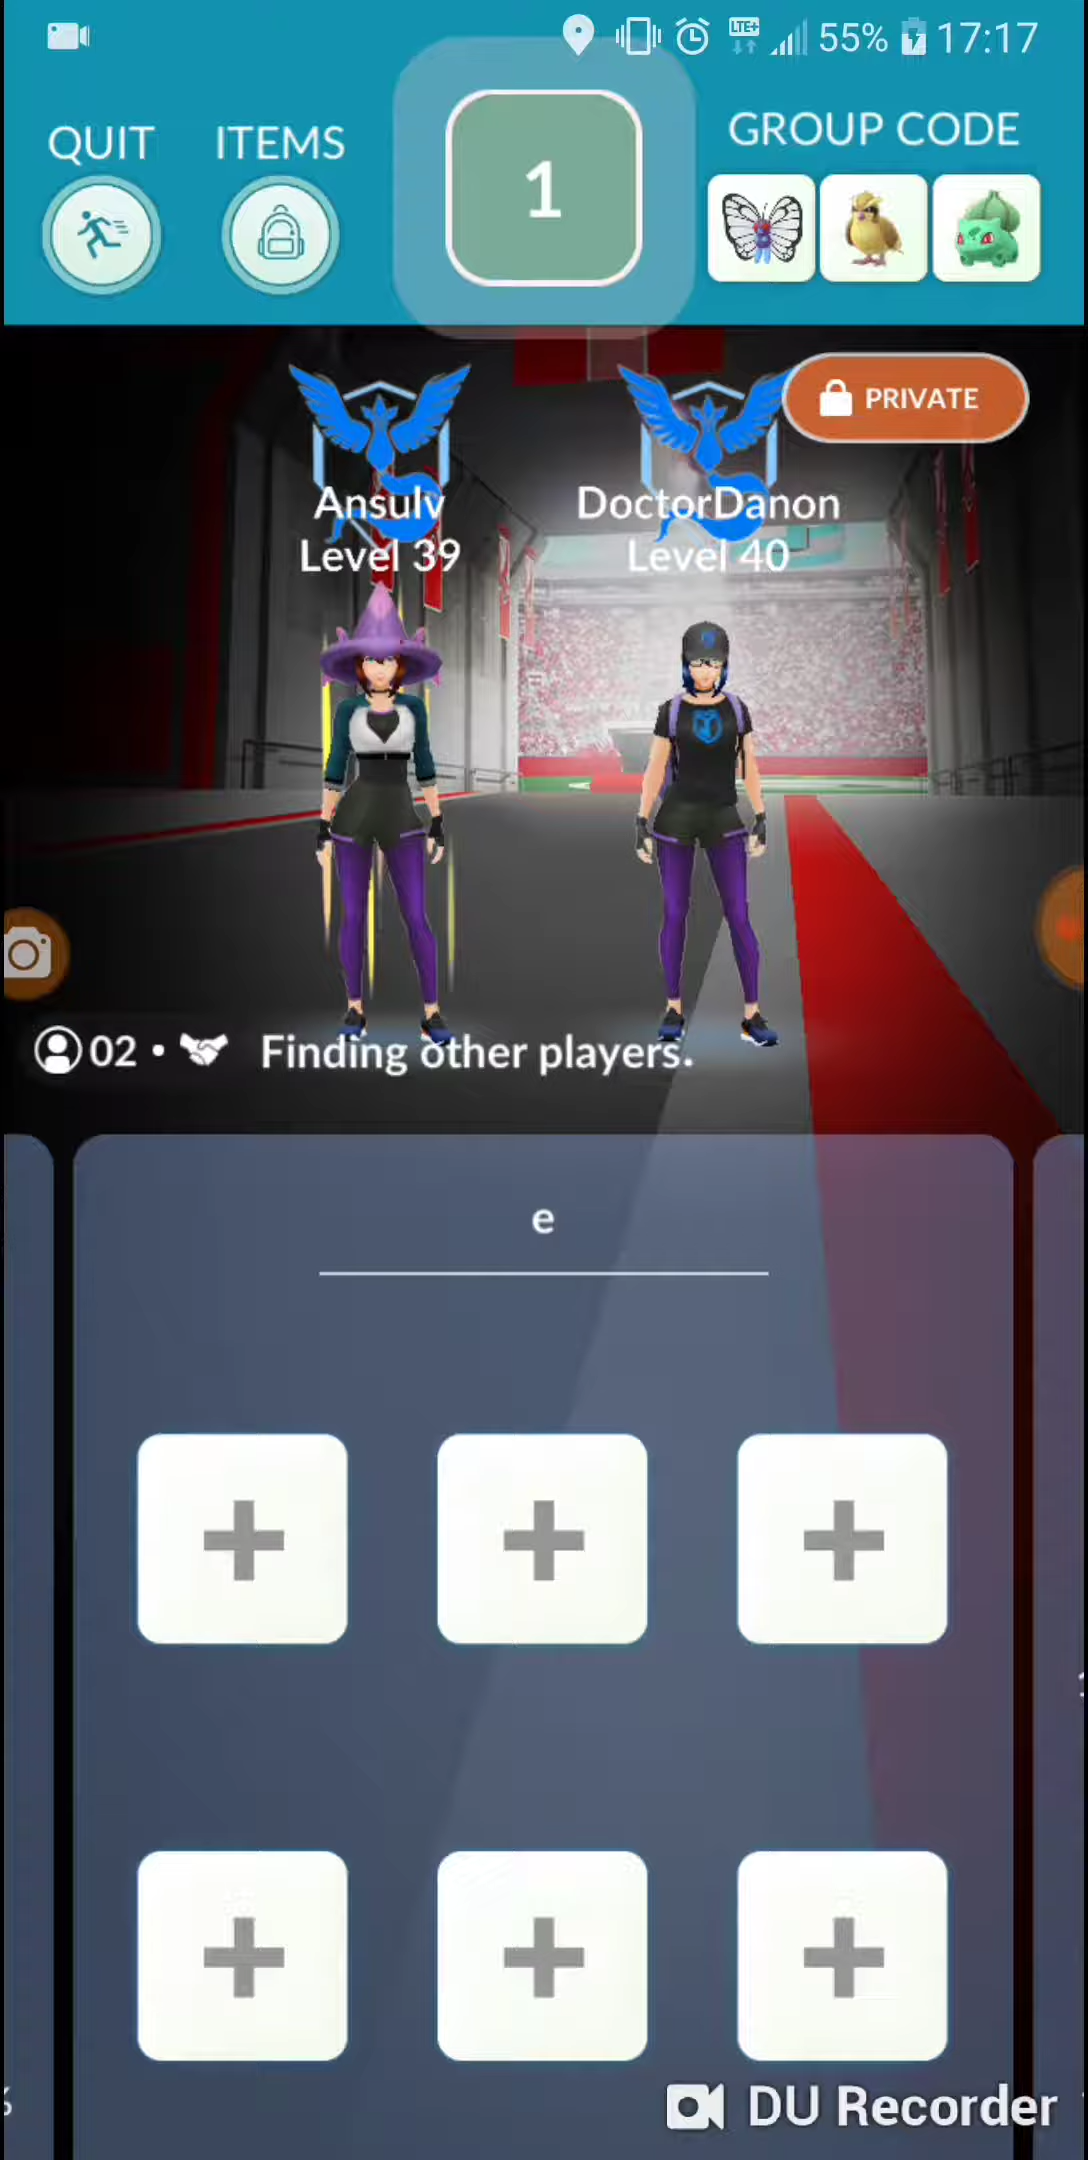 LTE+ 55% 17:17
QUIT ITEMS
1
GROUP CODE
PRIVATE
Ansulv
Level 39
DoctorDanon
Level 40
02 • Finding other players.
e
DU Recorder